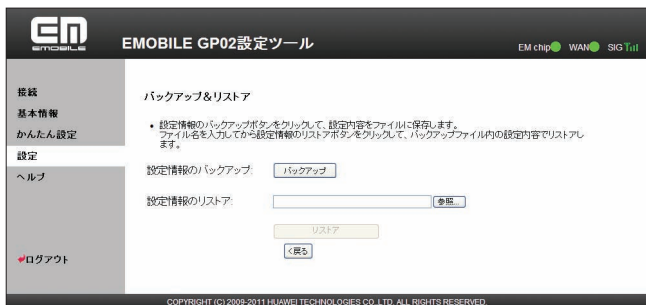 EM
EMOBILE
EMOBILE GP02設定ツール
EM chip WAN SIG
接続
基本情報
かんたん設定
設定
ヘルプ
ログアウト
バックアップ&リストア
• 設定情報のバックアップボタンをクリックして、設定内容をファイルに保存します。
ファイル名を入力してから設定情報のリストアボタンをクリックして、バックアップファイル内の設定内容でリストアし
ます。
設定情報のバックアップ: バックアップ
設定情報のリストア: 参照...
リストア
<戻る
COPYRIGHT (C) 2009-2011 HUAWEI TECHNOLOGIES CO.,LTD. ALL RIGHTS RESERVED.